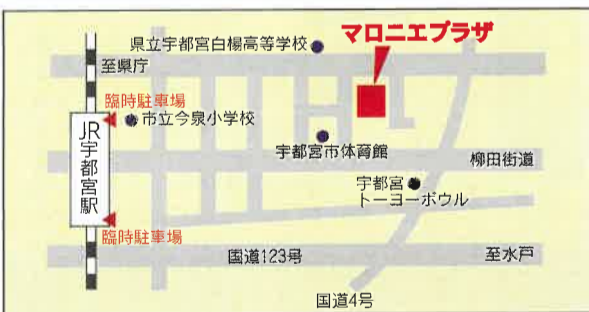 マロニエプラザ
県立宇都宮白楊高等学校
至県庁
臨時駐車場
市立今泉小学校
JR宇都宮駅
宇都宮市体育館
柳田街道
宇都宮
トーヨーボウル
臨時駐車場
国道123号
至水戸
国道4号